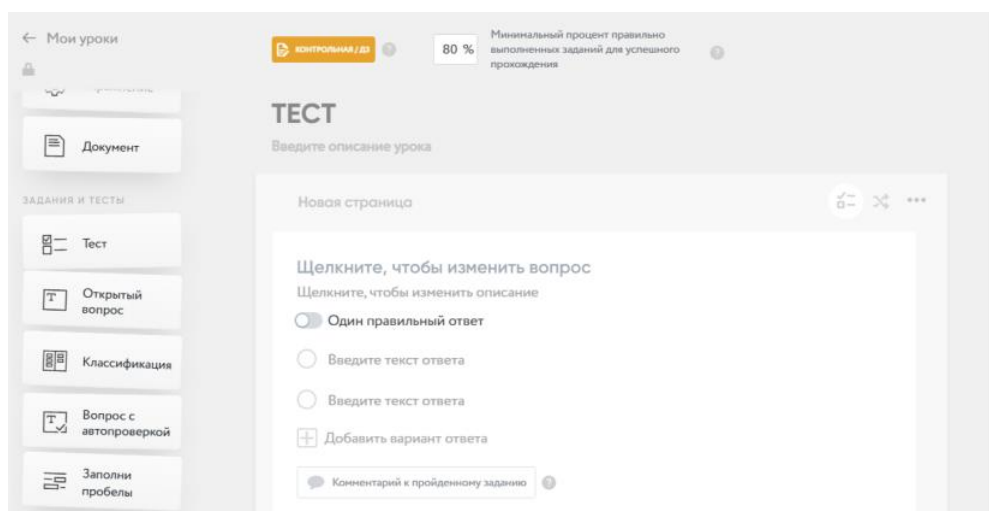 ← Мои уроки
КОНТРОЛЬНАЯ / ДЗ
80 %
Минимальный процент правильно
выполненных заданий для успешного
прохождения
ТЕСТ
Введите описание урока
Документ
ЗАДАНИЯ И ТЕСТЫ
Тест
Открытый
вопрос
Классификация
Вопрос с
автопроверкой
Заполни
пробелы
Новая страница
Щелкните, чтобы изменить вопрос
Щелкните, чтобы изменить описание
Один правильный ответ
Введите текст ответа
Введите текст ответа
Добавить вариант ответа
Комментарий к пройденному заданию